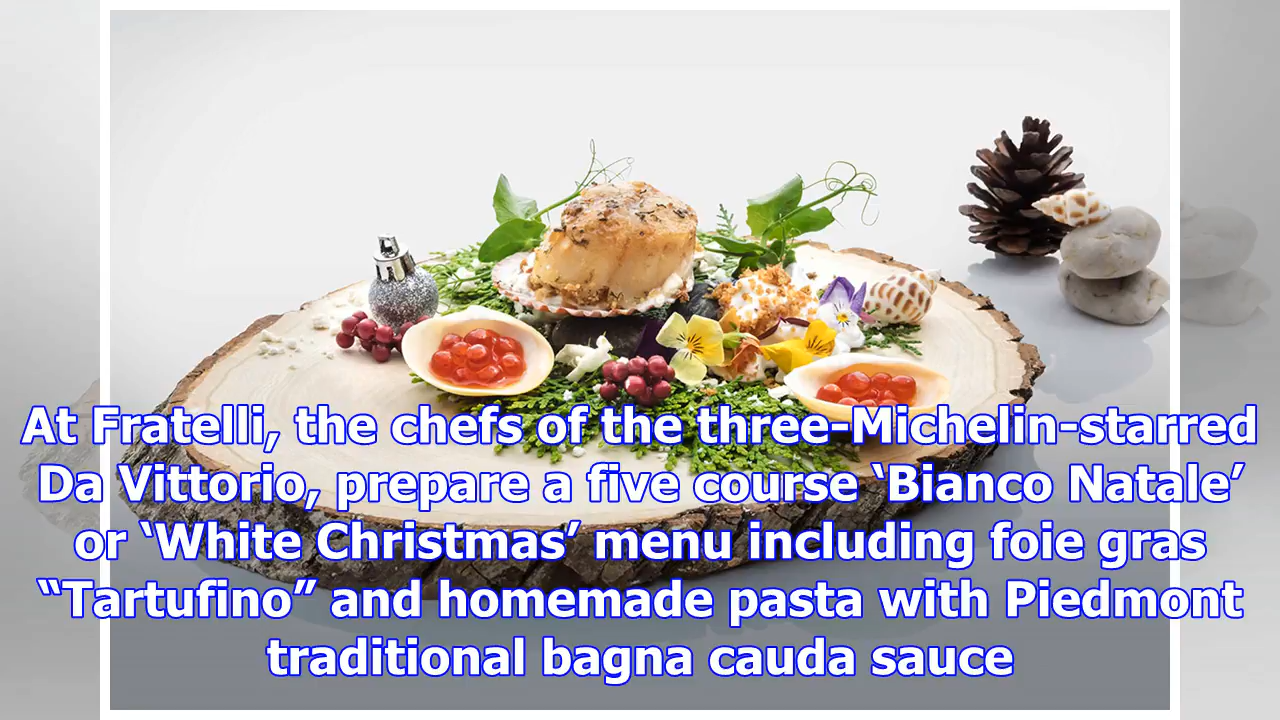 At Fratelli, the chefs of the three-Michelin-starred
Da Vittorio, prepare a five course ‘Bianco Natale’
or ‘White Christmas’ menu including foie gras
“Tartufino” and homemade pasta with Piedmont
traditional bagna cauda sauce